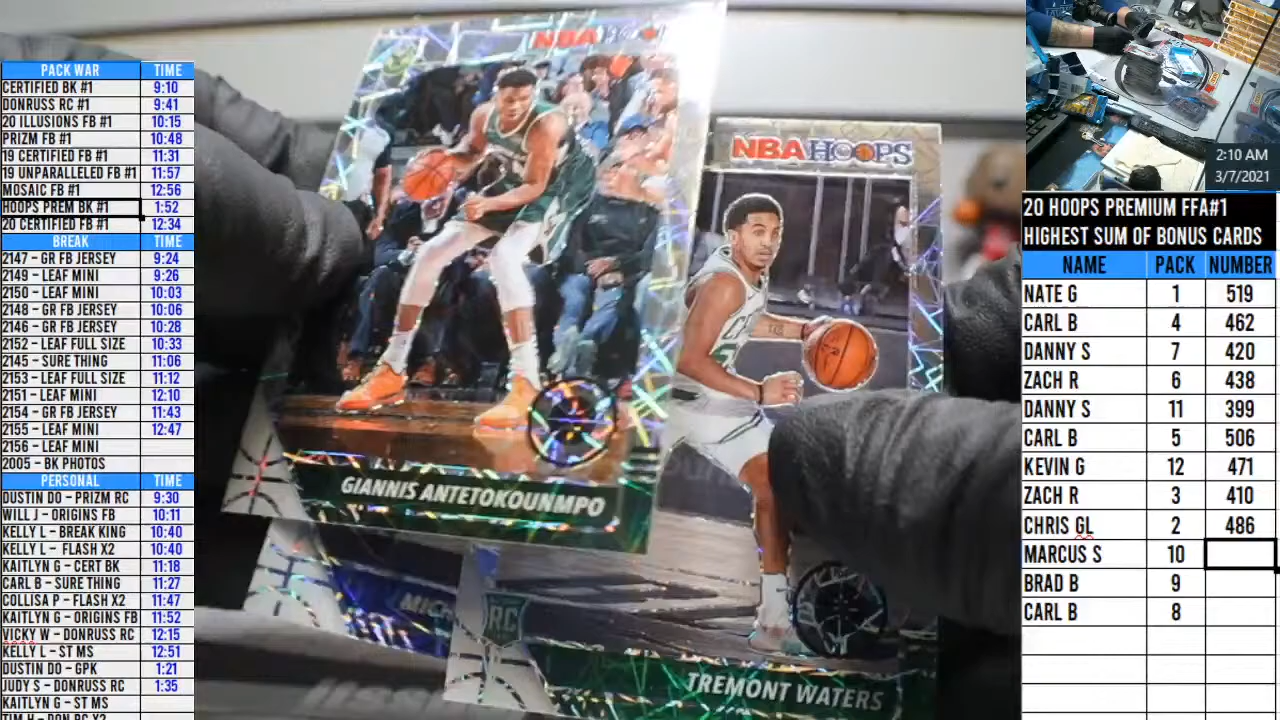 PACK WAR TIME
CERTIFIED BK #1 9:10
DONRUSS RC #1 9:41
20 ILLUSIONS FB #1 10:15
PRIZM FB #1 10:48
19 CERTIFIED FB #1 11:31
19 UNPARALLELED FB #1 11:57
MOSAIC FB #1 12:56
HOOPS PREM BK #1 1:52
20 CERTIFIED FB #1 12:34
BREAK TIME
2147 - GR FB JERSEY 9:24
2149 - LEAF MINI 9:26
2150 - LEAF MINI 10:03
2148 - GR FB JERSEY 10:06
2146 - GR FB JERSEY 10:28
2152 - LEAF FULL SIZE 10:33
2145 - SURE THING 11:06
2153 - LEAF FULL SIZE 11:12
2151 - LEAF MINI 12:10
2154 - GR FB JERSEY 11:43
2155 - LEAF MINI 12:47
2156 - LEAF MINI
2005 - BK PHOTOS
PERSONAL TIME
DUSTIN DO - PRIZM RC 9:30
WILL J - ORIGINS FB 10:11
KELLY L - BREAK KING 10:40
KELLY L - FLASH X2 10:40
KAITLYN G - CERT BK 11:18
CARL B - SURE THING 11:27
COLLISA P - FLASH X2 11:47
KAITLYN G - ORIGINS FB 11:52
VICKY W - DONRUSS RC 12:15
KELLY L - ST MS 12:51
DUSTIN DO - GPK 1:21
JUDY S - DONRUSS RC 1:35
KAITLYN G - ST MS
TIM H - DON RC X2
NBA HOOPS
GIANNIS ANTETOKOUNMPO
NBA HOOPS
MICH
RC
TREMONT WATERS
2:10 AM
3/7/2021
20 HOOPS PREMIUM FFA#1
HIGHEST SUM OF BONUS CARDS
NAME PACK NUMBER
NATE G 1 519
CARL B 4 462
DANNY S 7 420
ZACH R 6 438
DANNY S 11 399
CARL B 5 506
KEVIN G 12 471
ZACH R 3 410
CHRIS GL 2 486
MARCUS S 10
BRAD B 9
CARL B 8